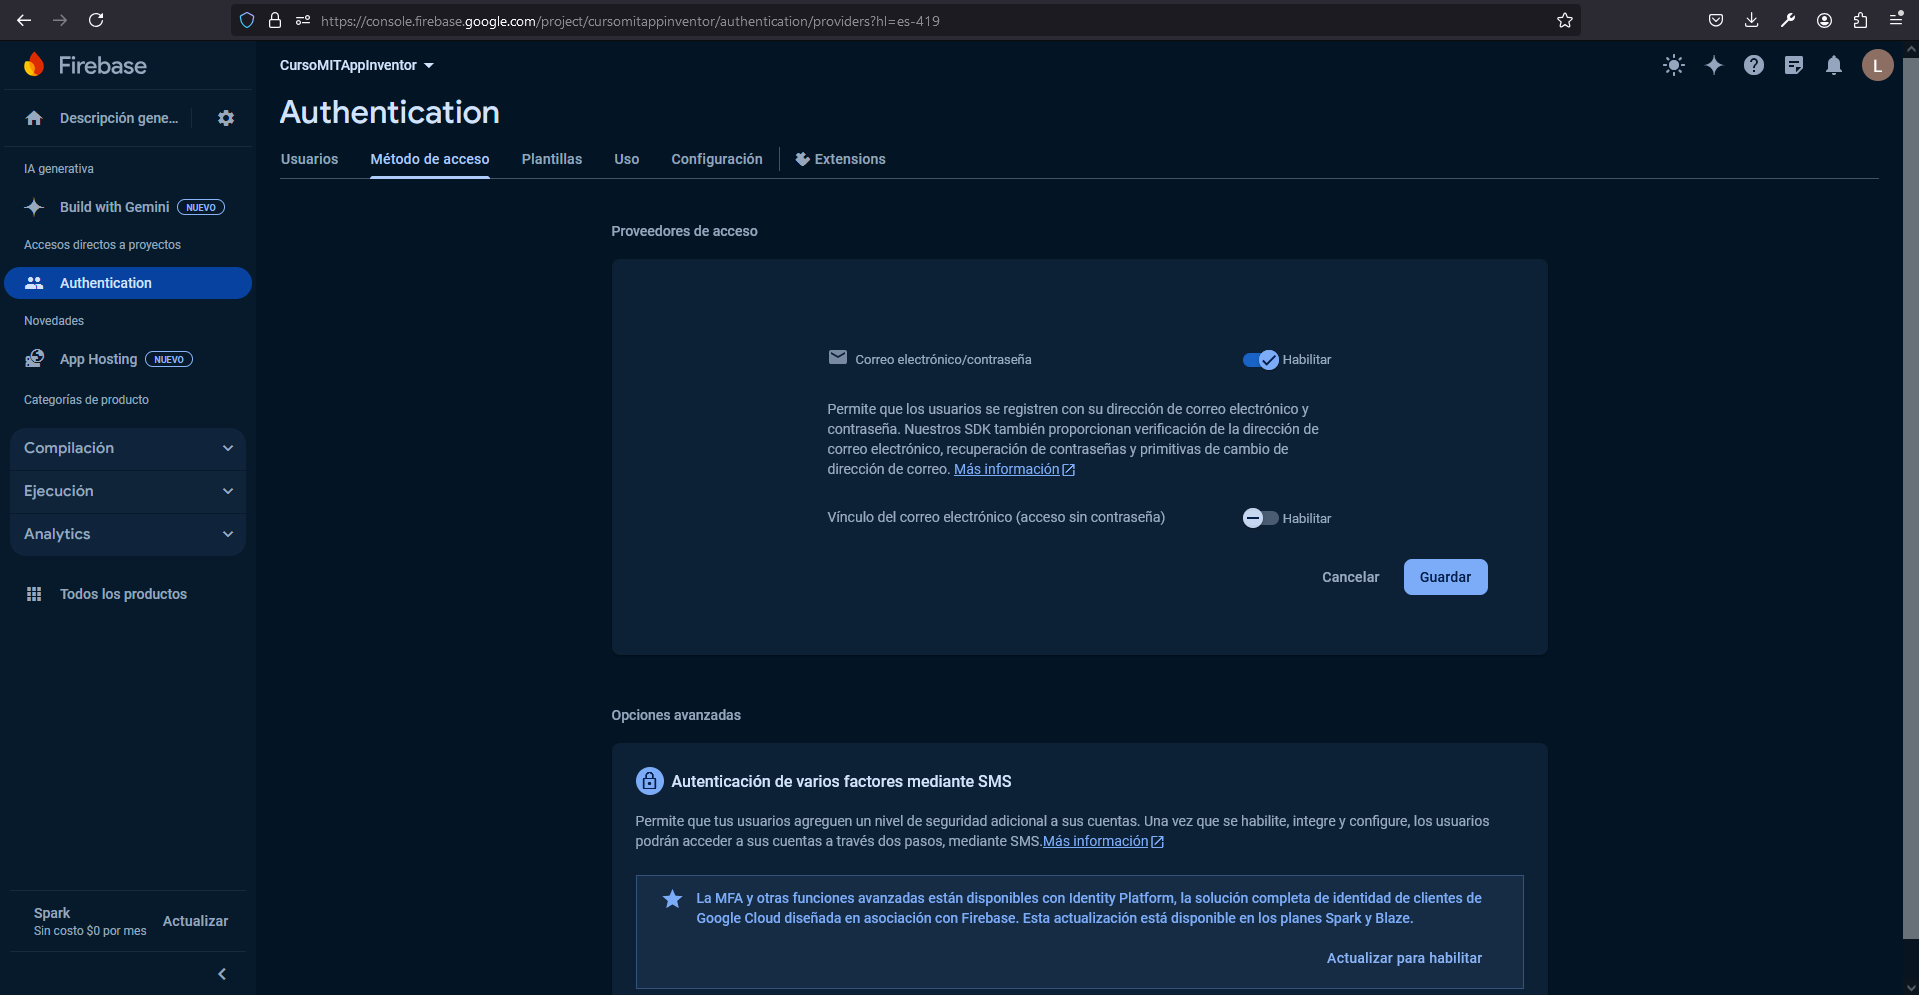 https://console.firebase.google.com/project/cursomitappinventor/authentication/providers?hl=es-419
Firebase
Descripción gene...
IA generativa
Build with Gemini NUEVO
Accesos directos a proyectos
Authentication
Novedades
App Hosting NUEVO
Categorías de producto
Compilación
Ejecución
Analytics
Todos los productos
Spark
Sin costo $0 por mes
Actualizar
CursoMITAppInventor
L
Authentication
Usuarios Método de acceso Plantillas Uso Configuración Extensions
Proveedores de acceso
Correo electrónico/contraseña Habilitar
Permite que los usuarios se registren con su dirección de correo electrónico y
contraseña. Nuestros SDK también proporcionan verificación de la dirección de
correo electrónico, recuperación de contraseñas y primitivas de cambio de
dirección de correo. Más información
Vínculo del correo electrónico (acceso sin contraseña) Habilitar
Cancelar Guardar
Opciones avanzadas
Autenticación de varios factores mediante SMS
Permite que tus usuarios agreguen un nivel de seguridad adicional a sus cuentas. Una vez que se habilite, integre y configure, los usuarios
podrán acceder a sus cuentas a través dos pasos, mediante SMS.Más información
La MFA y otras funciones avanzadas están disponibles con Identity Platform, la solución completa de identidad de clientes de
Google Cloud diseñada en asociación con Firebase. Esta actualización está disponible en los planes Spark y Blaze.
Actualizar para habilitar